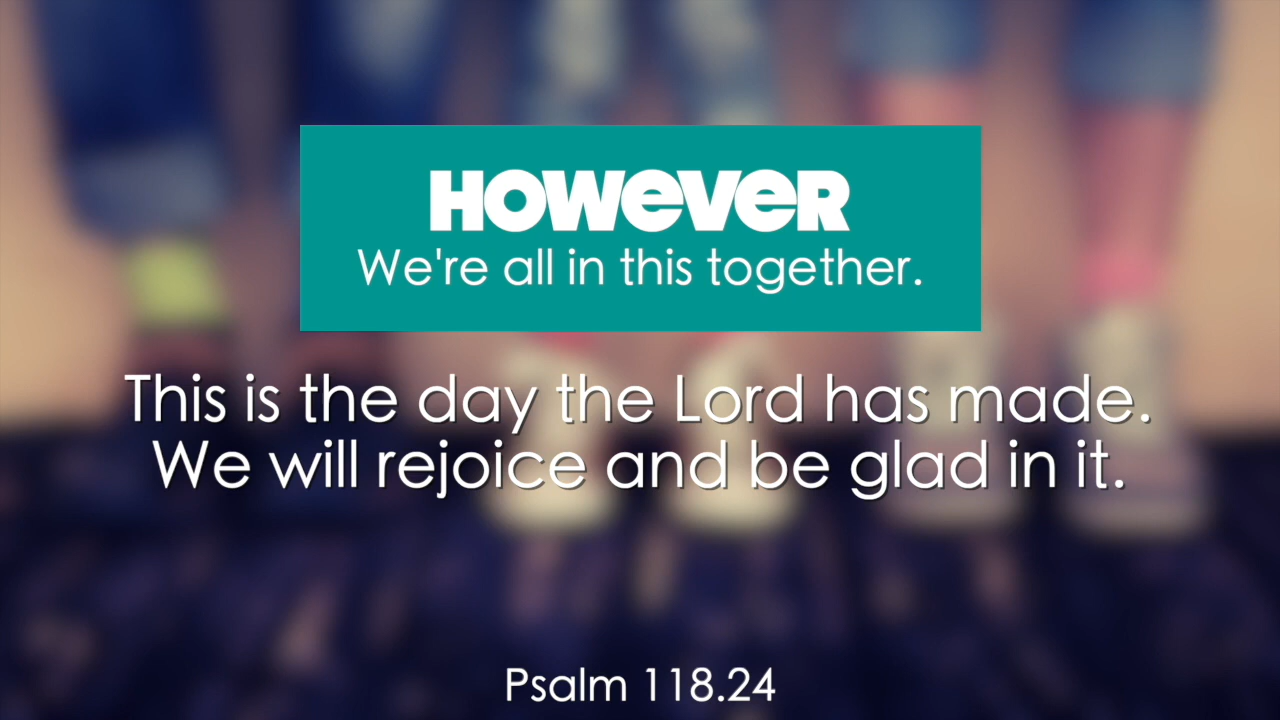 HOWeVeR
We're all in this together.
This is the day the Lord has made.
We will rejoice and be glad in it.
Psalm 118.24